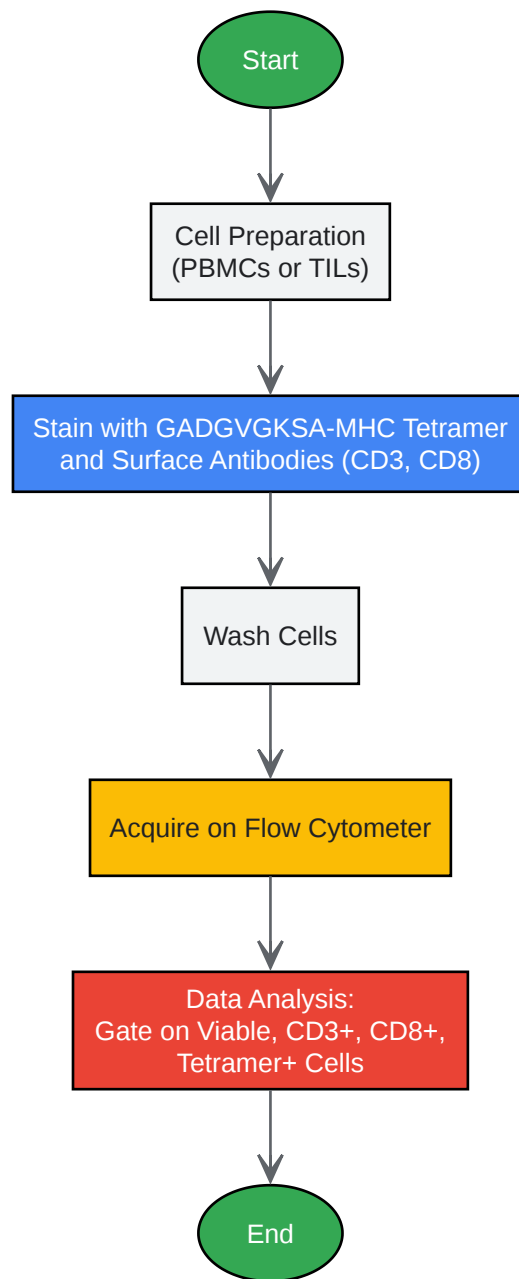 Start
Cell Preparation
(PBMCs or TILs)
Stain with GADGVGKSA-MHC Tetramer
and Surface Antibodies (CD3, CD8)
Wash Cells
Acquire on Flow Cytometer
Data Analysis:
Gate on Viable, CD3+, CD8+,
Tetramer+ Cells
End